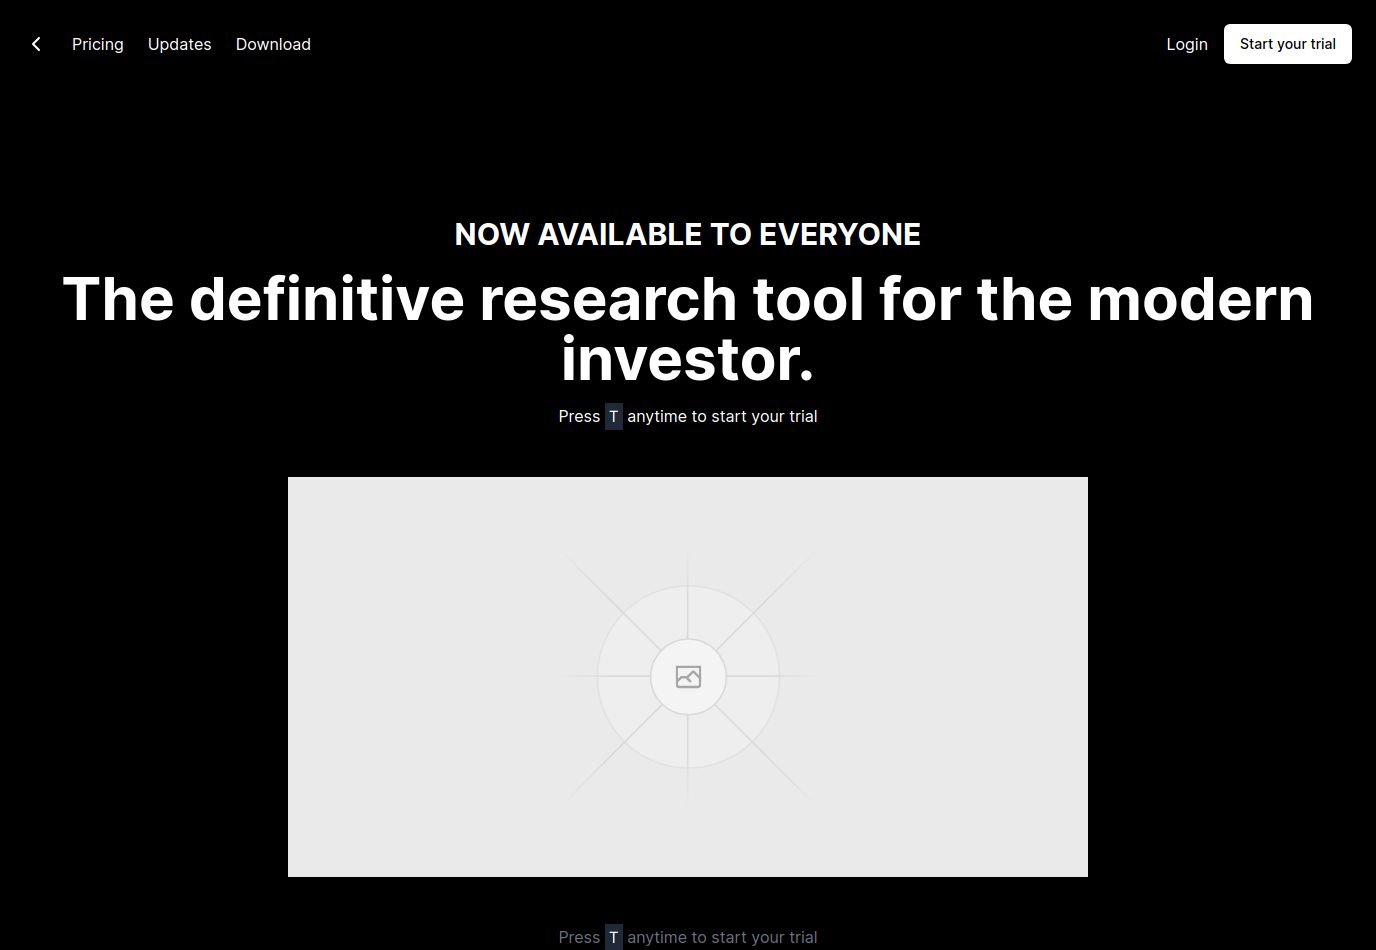 Pricing Updates Download Login Start your trial
NOW AVAILABLE TO EVERYONE
The definitive research tool for the modern
investor.
Press T anytime to start your trial
Press T anytime to start your trial